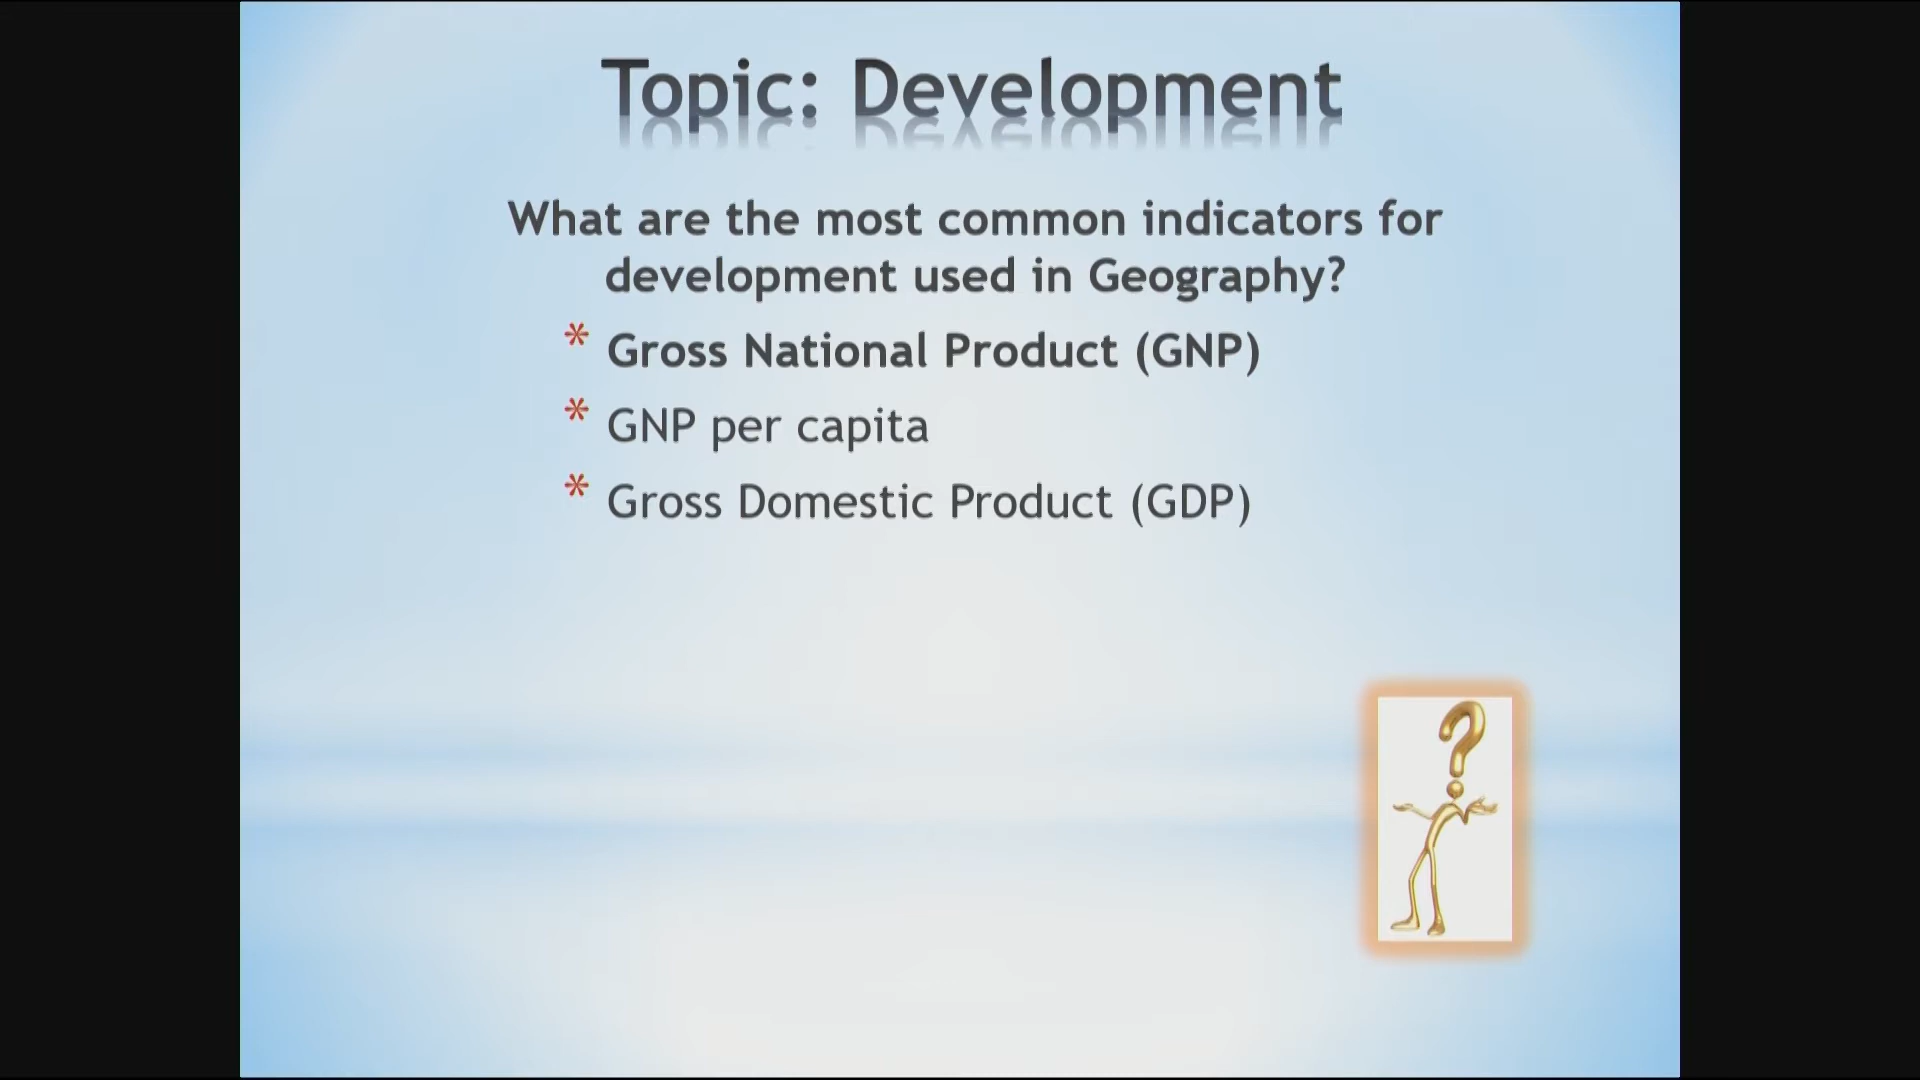 Topic: Development
What are the most common indicators for
development used in Geography?
* Gross National Product (GNP)
* GNP per capita
* Gross Domestic Product (GDP)
?